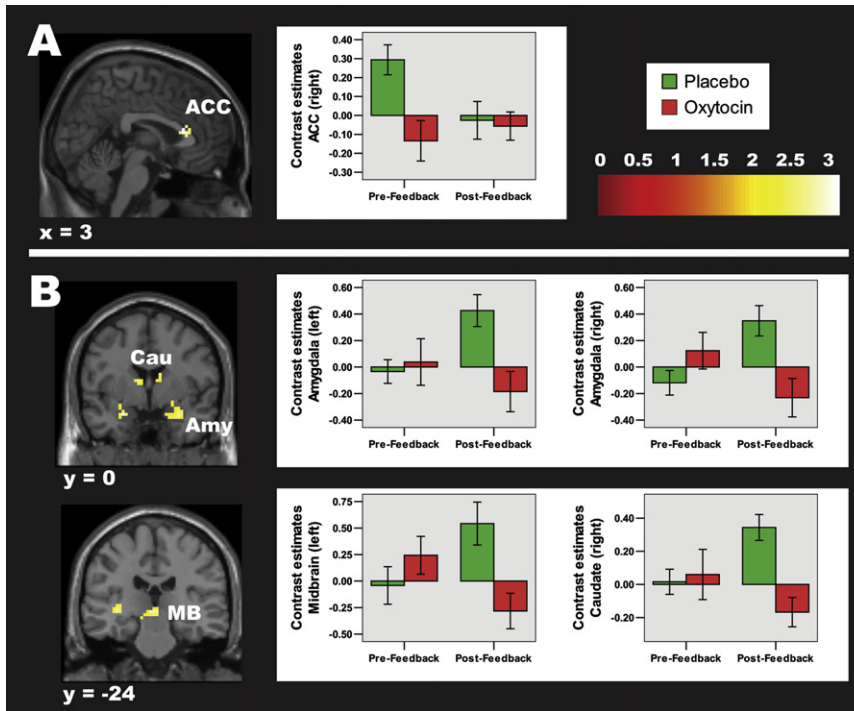 A
ACC
x = 3
Contrast estimates
ACC (right)
0.40
0.30
0.20
0.10
0.00
-0.10
-0.20
-0.30
Pre-Feedback Post-Feedback
Placebo
Oxytocin
0 0.5 1 1.5 2 2.5 3
B
Cau
Amy
y = 0
Contrast estimates
Amygdala (left)
0.60
0.40
0.20
0.00
-0.20
-0.40
Pre-Feedback Post-Feedback
Contrast estimates
Amygdala (right)
0.60
0.40
0.20
0.00
-0.20
-0.40
Pre-Feedback Post-Feedback
MB
y = -24
Contrast estimates
Midbrain (left)
0.75
0.50
0.25
0.00
-0.25
-0.50
Pre-Feedback Post-Feedback
Contrast estimates
Caudate (right)
0.40
0.20
0.00
-0.20
Pre-Feedback Post-Feedback